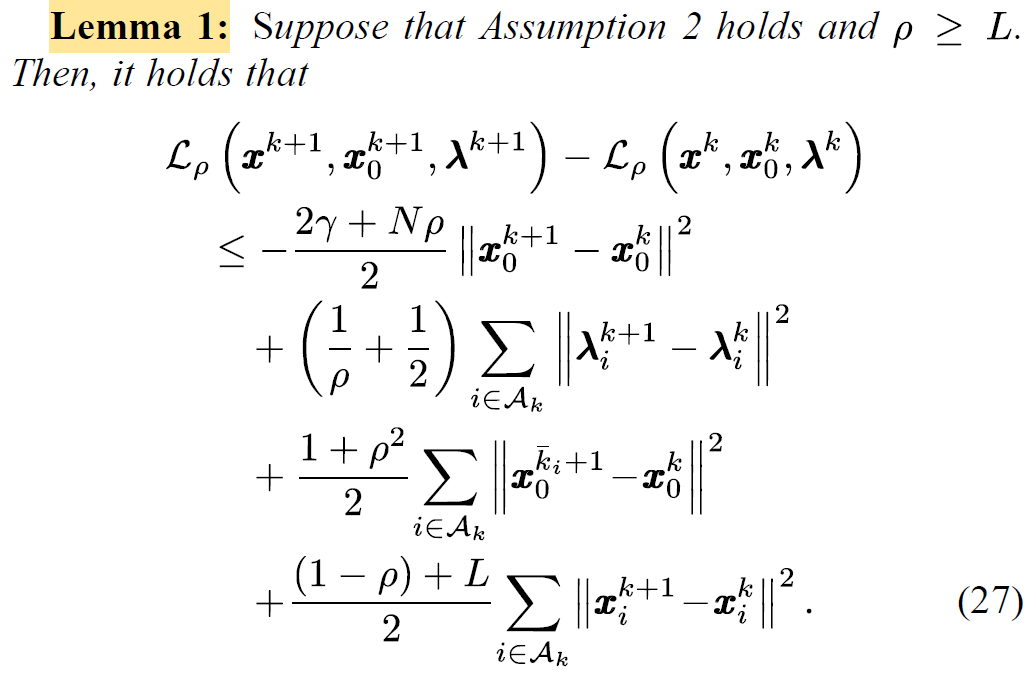 Lemma 1: Suppose that Assumption 2 holds and ρ ≥ L.
Then, it holds that
$\mathcal{L}_\rho \left( \boldsymbol{x}^{k+1}, \boldsymbol{x}_0^{k+1}, \boldsymbol{\lambda}^{k+1} \right) - \mathcal{L}_\rho \left( \boldsymbol{x}^k, \boldsymbol{x}_0^k, \boldsymbol{\lambda}^k \right)$
$\leq -\frac{2\gamma + N\rho}{2} \left\| \boldsymbol{x}_0^{k+1} - \boldsymbol{x}_0^k \right\|^2$
$+ \left( \frac{1}{\rho} + \frac{1}{2} \right) \sum_{i \in \mathcal{A}_k} \left\| \boldsymbol{\lambda}_i^{k+1} - \boldsymbol{\lambda}_i^k \right\|^2$
$+ \frac{1 + \rho^2}{2} \sum_{i \in \mathcal{A}_k} \left\| \boldsymbol{x}_0^{\bar{k}_i + 1} - \boldsymbol{x}_0^k \right\|^2$
$+ \frac{(1 - \rho) + L}{2} \sum_{i \in \mathcal{A}_k} \left\| \boldsymbol{x}_i^{k+1} - \boldsymbol{x}_i^k \right\|^2 .$ (27)